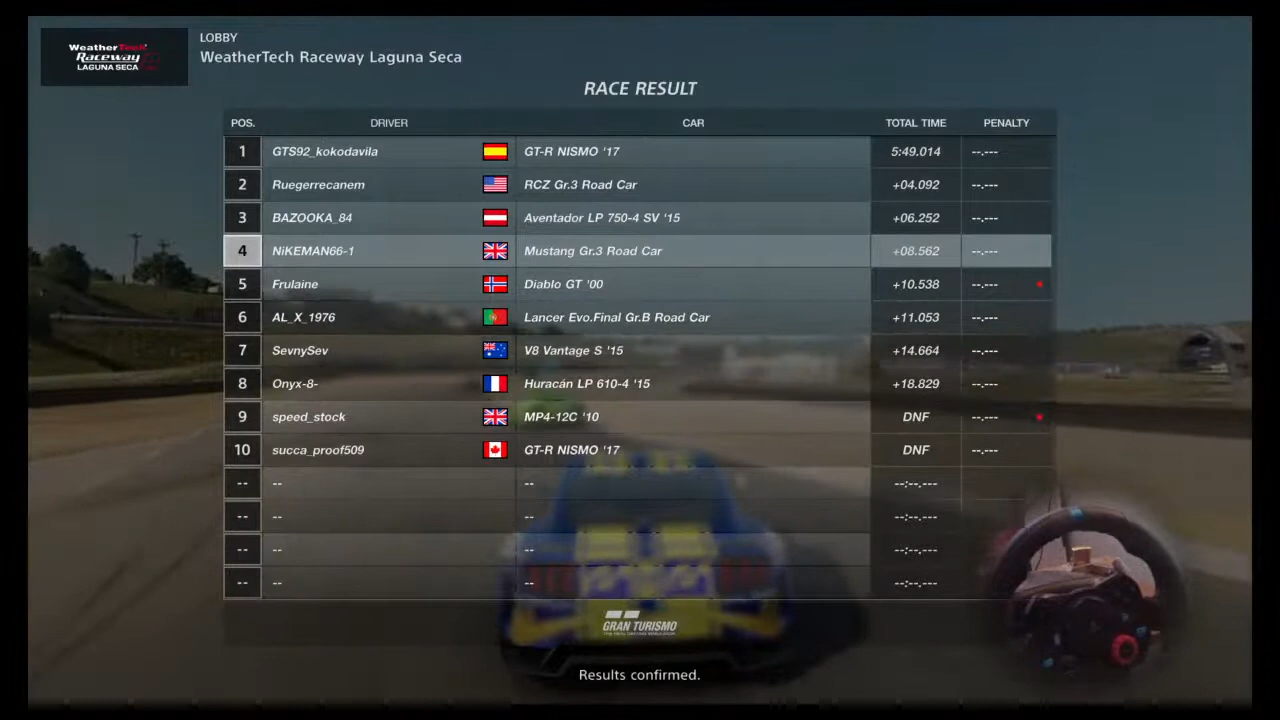 WeatherTech
Raceway
LAGUNA SECA
LOBBY
WeatherTech Raceway Laguna Seca
RACE RESULT
POS. DRIVER CAR TOTAL TIME PENALTY
1 GTS92_kokodavila GT-R NISMO '17 5:49.014 --.---
2 Ruegerrecanem RCZ Gr.3 Road Car +04.092 --.---
3 BAZOOKA_84 Aventador LP 750-4 SV '15 +06.252 --.---
4 NiKEMAN66-1 Mustang Gr.3 Road Car +08.562 --.---
5 Frulaine Diablo GT '00 +10.538 --.---
6 AL_X_1976 Lancer Evo.Final Gr.B Road Car +11.053 --.---
7 SevnySev V8 Vantage S '15 +14.664 --.---
8 Onyx-8- Huracán LP 610-4 '15 +18.829 --.---
9 speed_stock MP4-12C '10 DNF --.---
10 succa_proof509 GT-R NISMO '17 DNF --.---
-- -- -- --:--.---
-- -- -- --:--.---
-- -- -- --:--.---
-- -- -- --:--.---
GRAN TURISMO
THE REAL DRIVING SIMULATOR
Results confirmed.